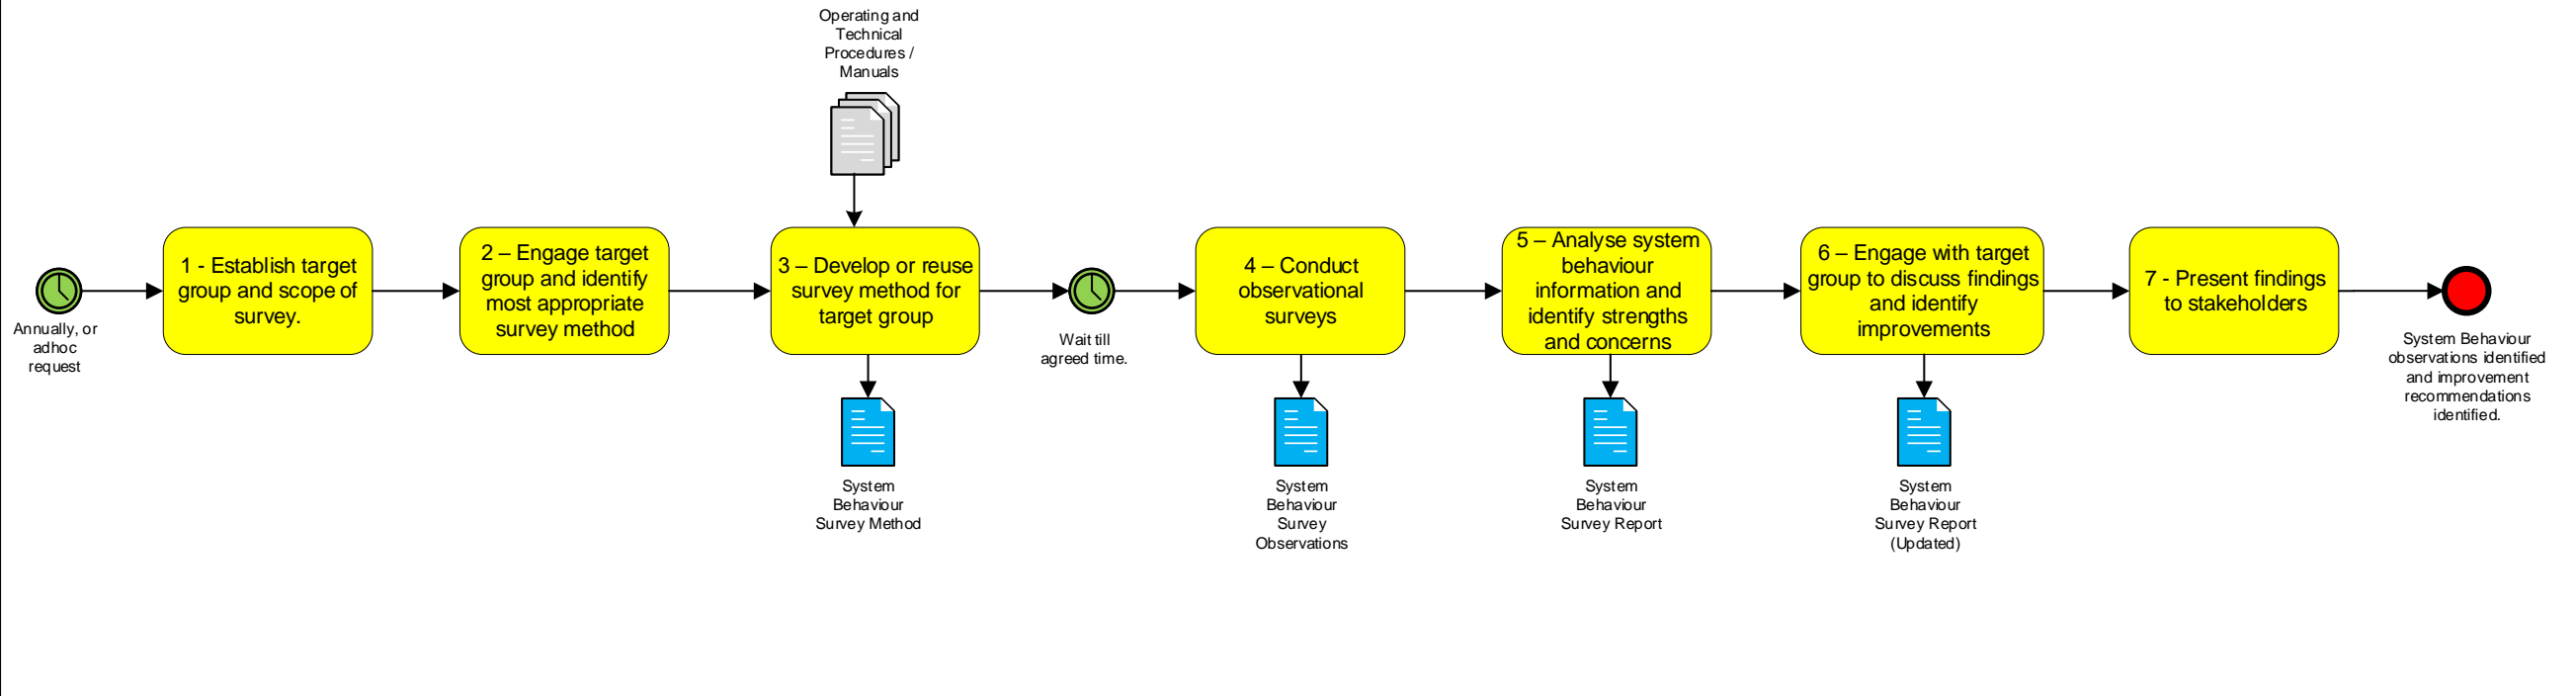 Operating and
Technical
Procedures /
Manuals
Annually, or
adhoc
request
1 - Establish target
group and scope of
survey.
2 – Engage target
group and identify
most appropriate
survey method
3 – Develop or reuse
survey method for
target group
System
Behaviour
Survey Method
Wait till
agreed time.
4 – Conduct
observational
surveys
System
Behaviour
Survey
Observations
5 – Analyse system
behaviour
information and
identify strengths
and concerns
System
Behaviour
Survey Report
6 – Engage with target
group to discuss findings
and identify
improvements
System
Behaviour
Survey Report
(Updated)
7 - Present findings
to stakeholders
System Behaviour
observations identified
and improvement
recommendations
identified.